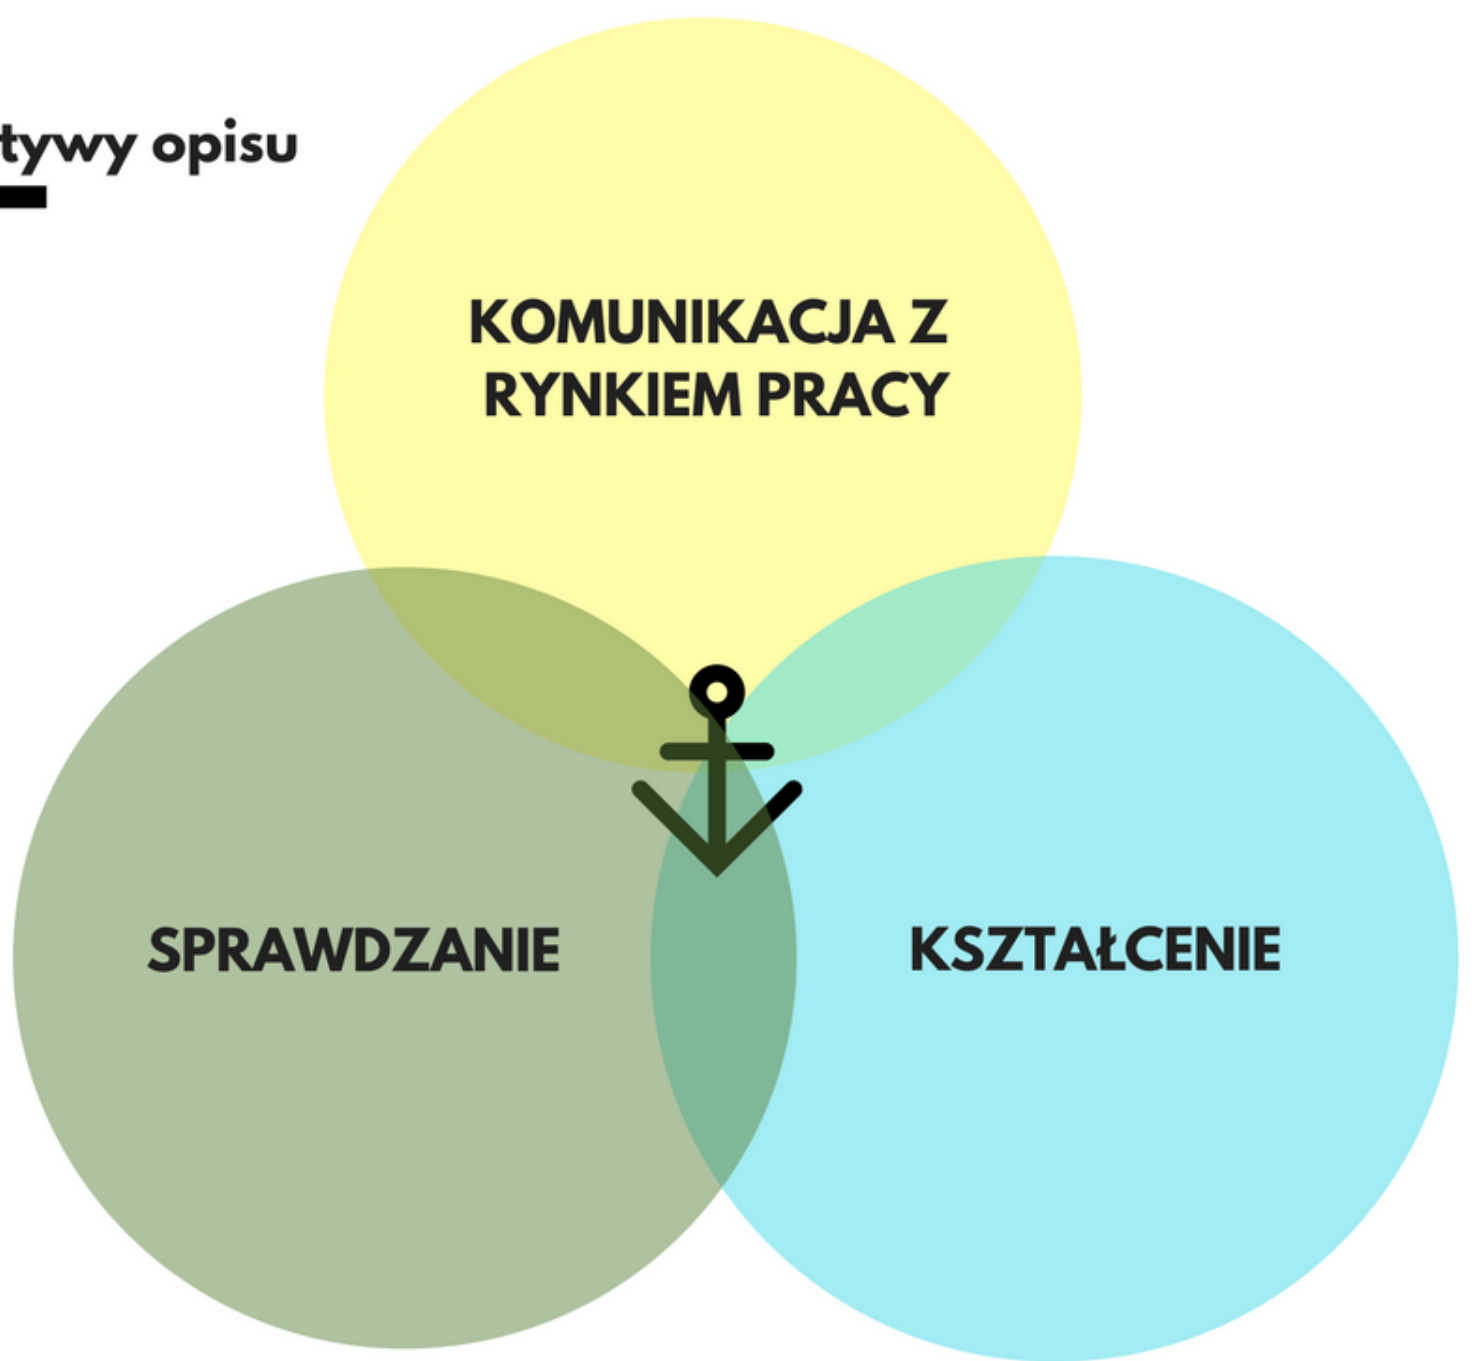 tywy opisu
KOMUNIKACJA Z
RYNKIEM PRACY
SPRAWDZANIE
KSZTAŁCENIE